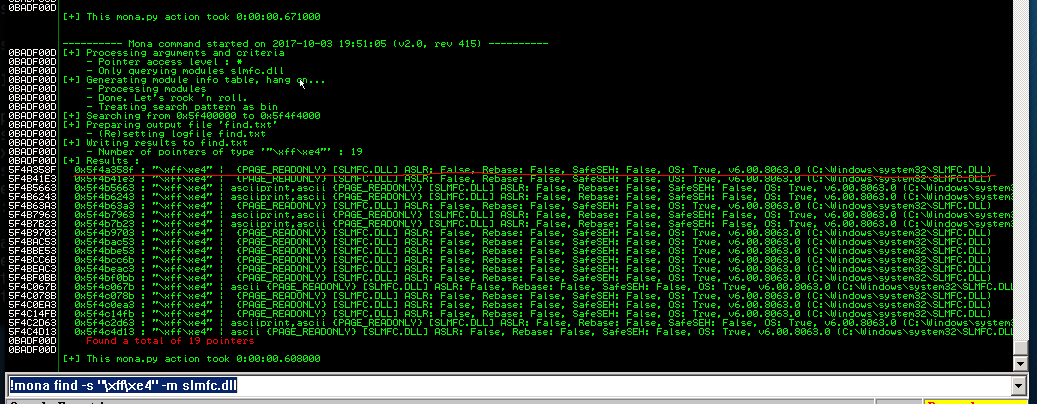 0BADF00D
0BADF00D [+] This mona.py action took 0:00:00.671000
---------- Mona command started on 2017-10-03 19:51:05 (v2.0, rev 415) ----------
0BADF00D [+] Processing arguments and criteria
0BADF00D - Pointer access level : *
0BADF00D - Only querying modules slmfc.dll
0BADF00D [+] Generating module info table, hang on...
0BADF00D - Processing modules
0BADF00D - Done. Let's rock 'n roll.
0BADF00D - Treating search pattern as bin
0BADF00D [+] Searching from 0x5f400000 to 0x5f4f4000
0BADF00D [+] Preparing output file 'find.txt'
0BADF00D - (Re)setting logfile find.txt
0BADF00D [+] Writing results to find.txt
0BADF00D - Number of pointers of type '"\xff\xe4"' : 19
0BADF00D [+] Results :
5F4A358F 0x5f4a358f : "\xff\xe4" | {PAGE_READONLY} [SLMFC.DLL] ASLR: False, Rebase: False, SafeSEH: False, OS: True, v6.00.8063.0 (C:\Windows\system32\SLMFC.DLL)
5F4B41E3 0x5f4b41e3 : "\xff\xe4" | {PAGE_READONLY} [SLMFC.DLL] ASLR: False, Rebase: False, SafeSEH: False, OS: True, v6.00.8063.0 (C:\Windows\system32\SLMFC.DLL)
5F4B5663 0x5f4b5663 : "\xff\xe4" | asciiprint,ascii {PAGE_READONLY} [SLMFC.DLL] ASLR: False, Rebase: False, SafeSEH: False, OS: True, v6.00.8063.0 (C:\Windows\system3
5F4B6243 0x5f4b6243 : "\xff\xe4" | asciiprint,ascii {PAGE_READONLY} [SLMFC.DLL] ASLR: False, Rebase: False, SafeSEH: False, OS: True, v6.00.8063.0 (C:\Windows\system3
5F4B63A3 0x5f4b63a3 : "\xff\xe4" | {PAGE_READONLY} [SLMFC.DLL] ASLR: False, Rebase: False, SafeSEH: False, OS: True, v6.00.8063.0 (C:\Windows\system32\SLMFC.DLL)
5F4B7963 0x5f4b7963 : "\xff\xe4" | asciiprint,ascii {PAGE_READONLY} [SLMFC.DLL] ASLR: False, Rebase: False, SafeSEH: False, OS: True, v6.00.8063.0 (C:\Windows\system3
5F4B7B23 0x5f4b7b23 : "\xff\xe4" | asciiprint,ascii {PAGE_READONLY} [SLMFC.DLL] ASLR: False, Rebase: False, SafeSEH: False, OS: True, v6.00.8063.0 (C:\Windows\system3
5F4B9703 0x5f4b9703 : "\xff\xe4" | {PAGE_READONLY} [SLMFC.DLL] ASLR: False, Rebase: False, SafeSEH: False, OS: True, v6.00.8063.0 (C:\Windows\system32\SLMFC.DLL)
5F4BAC53 0x5f4bac53 : "\xff\xe4" | {PAGE_READONLY} [SLMFC.DLL] ASLR: False, Rebase: False, SafeSEH: False, OS: True, v6.00.8063.0 (C:\Windows\system32\SLMFC.DLL)
5F4BBE53 0x5f4bbe53 : "\xff\xe4" | {PAGE_READONLY} [SLMFC.DLL] ASLR: False, Rebase: False, SafeSEH: False, OS: True, v6.00.8063.0 (C:\Windows\system32\SLMFC.DLL)
5F4BCC6B 0x5f4bcc6b : "\xff\xe4" | {PAGE_READONLY} [SLMFC.DLL] ASLR: False, Rebase: False, SafeSEH: False, OS: True, v6.00.8063.0 (C:\Windows\system32\SLMFC.DLL)
5F4BEAC3 0x5f4beac3 : "\xff\xe4" | {PAGE_READONLY} [SLMFC.DLL] ASLR: False, Rebase: False, SafeSEH: False, OS: True, v6.00.8063.0 (C:\Windows\system32\SLMFC.DLL)
5F4BF0BB 0x5f4bf0bb : "\xff\xe4" | {PAGE_READONLY} [SLMFC.DLL] ASLR: False, Rebase: False, SafeSEH: False, OS: True, v6.00.8063.0 (C:\Windows\system32\SLMFC.DLL)
5F4C067B 0x5f4c067b : "\xff\xe4" | ascii {PAGE_READONLY} [SLMFC.DLL] ASLR: False, Rebase: False, SafeSEH: False, OS: True, v6.00.8063.0 (C:\Windows\system32\SLMFC.DLL
5F4C078B 0x5f4c078b : "\xff\xe4" | {PAGE_READONLY} [SLMFC.DLL] ASLR: False, Rebase: False, SafeSEH: False, OS: True, v6.00.8063.0 (C:\Windows\system32\SLMFC.DLL)
5F4C0EA3 0x5f4c0ea3 : "\xff\xe4" | {PAGE_READONLY} [SLMFC.DLL] ASLR: False, Rebase: False, SafeSEH: False, OS: True, v6.00.8063.0 (C:\Windows\system32\SLMFC.DLL)
5F4C14FB 0x5f4c14fb : "\xff\xe4" | {PAGE_READONLY} [SLMFC.DLL] ASLR: False, Rebase: False, SafeSEH: False, OS: True, v6.00.8063.0 (C:\Windows\system32\SLMFC.DLL)
5F4C2D63 0x5f4c2d63 : "\xff\xe4" | asciiprint,ascii {PAGE_READONLY} [SLMFC.DLL] ASLR: False, Rebase: False, SafeSEH: False, OS: True, v6.00.8063.0 (C:\Windows\system3
5F4C4D13 0x5f4c4d13 : "\xff\xe4" | ascii {PAGE_READONLY} [SLMFC.DLL] ASLR: False, Rebase: False, SafeSEH: False, OS: True, v6.00.8063.0 (C:\Windows\system32\SLMFC.DLL
0BADF00D Found a total of 19 pointers
0BADF00D
0BADF00D [+] This mona.py action took 0:00:00.608000
!mona find -s "\xff\xe4" -m slmfc.dll